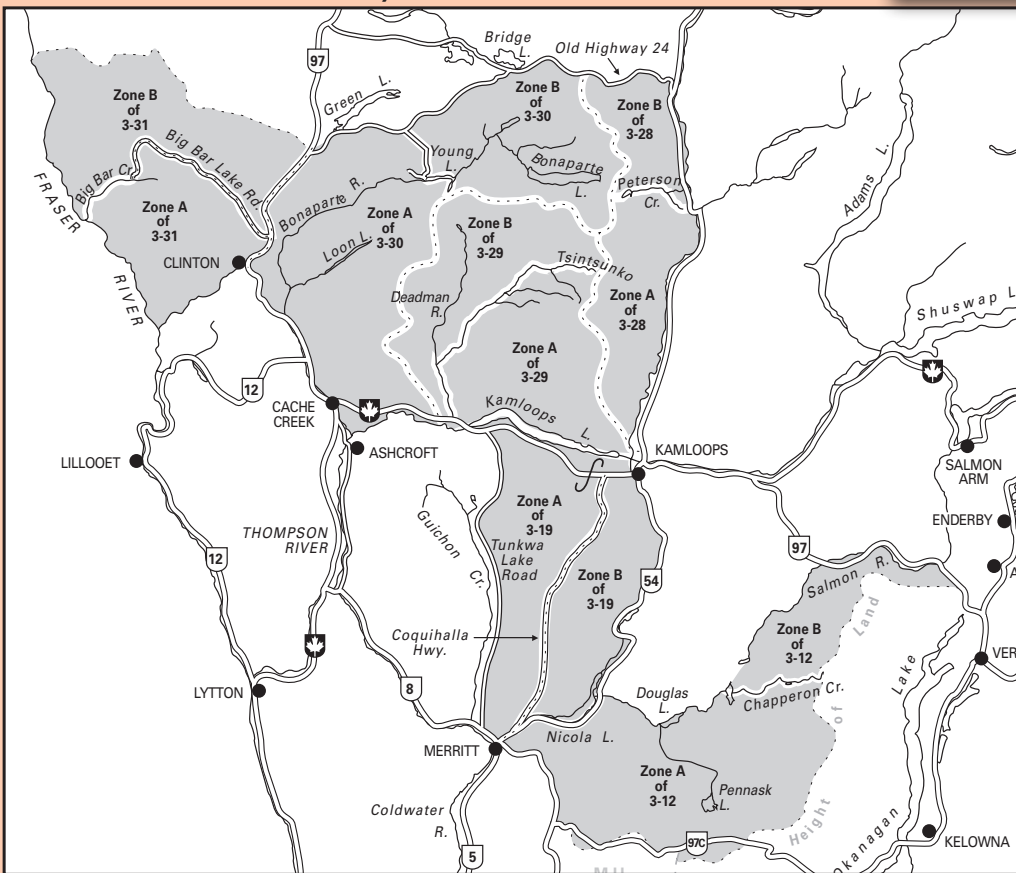 Bridge
L.
Old Highway 24
97
Green L.
Zone B
of
3-31
Zone B
of
3-30
Zone B
of
3-28
Big Bar Lake Rd.
Big Bar Cr.
Young
L.
Bonaparte
L.
Peterson
Cr.
Adams L.
FRASER
RIVER
Zone A
of
3-31
Bonaparte R.
Zone A
of
3-30
Loon L.
Zone B
of
3-29
CLINTON
Tsintsunko
Deadman
R.
Zone A
of
3-28
Shuswap L
Zone A
of
3-29
12
CACHE
CREEK
Kamloops
L.
ASHCROFT
KAMLOOPS
LILLOOET
SALMON
ARM
Zone A
of
3-19
Guichon Cr.
ENDERBY
THOMPSON
RIVER
Tunkwa
Lake
Road
97
12
A
Zone B
of
3-19
54
Salmon R.
Land
Coquihalla
Hwy.
Zone B
of
3-12
VER
Lake
LYTTON
8
Douglas
L.
Chapperon Cr.
of
Nicola L.
MERRITT
Zone A
of
3-12
Pennask
L.
Coldwater
R.
Height
Okanagan
97C
KELOWNA
5